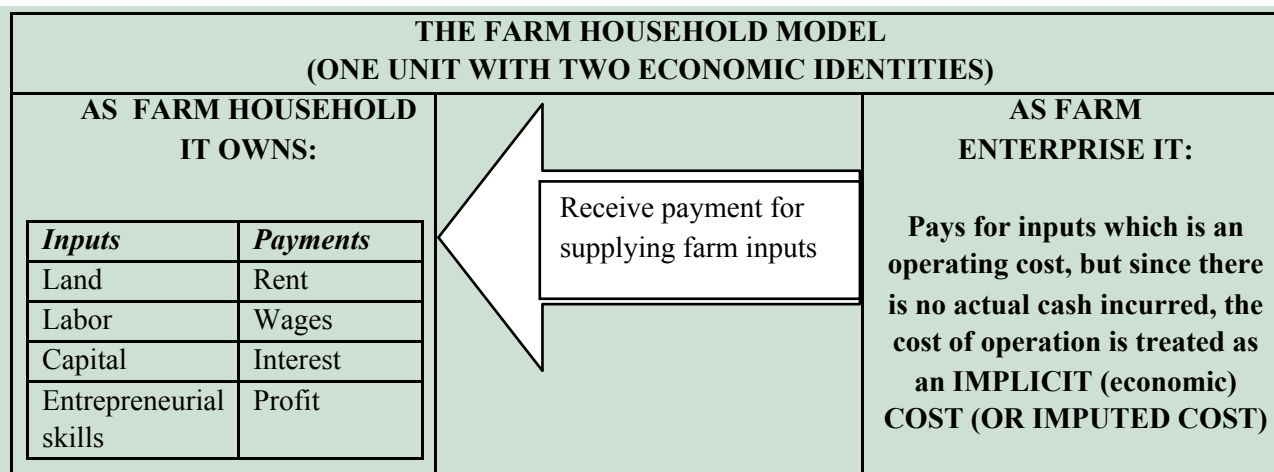 THE FARM HOUSEHOLD MODEL
(ONE UNIT WITH TWO ECONOMIC IDENTITIES)
AS FARM HOUSEHOLD
IT OWNS:
Inputs Payments
Land Rent
Labor Wages
Capital Interest
Entrepreneurial Profit
skills
Receive payment for
supplying farm inputs
AS FARM
ENTERPRISE IT:
Pays for inputs which is an
operating cost, but since there
is no actual cash incurred, the
cost of operation is treated as
an IMPLICIT (economic)
COST (OR IMPUTED COST)